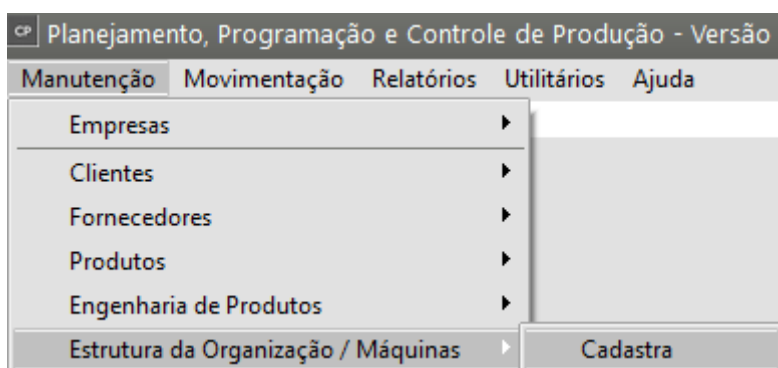 CP Planejamento, Programação e Controle de Produção - Versão
Manutenção Movimentação Relatórios Utilitários Ajuda
Empresas
Clientes
Fornecedores
Produtos
Engenharia de Produtos
Estrutura da Organização / Máquinas Cadastra